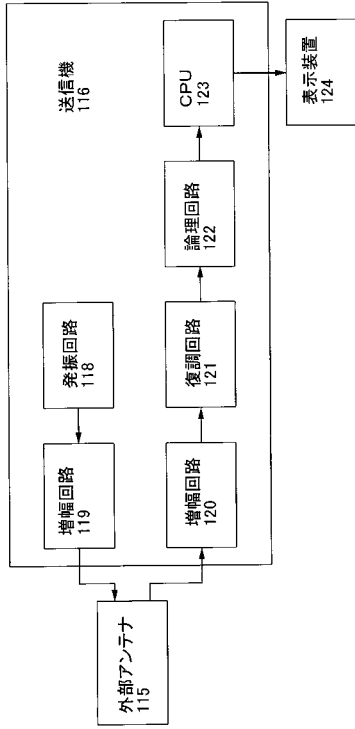 送信機
116
発振回路
118
増幅回路
119
外部アンテナ
115
増幅回路
120
復調回路
121
論理回路
122
CPU
123
表示装置
124